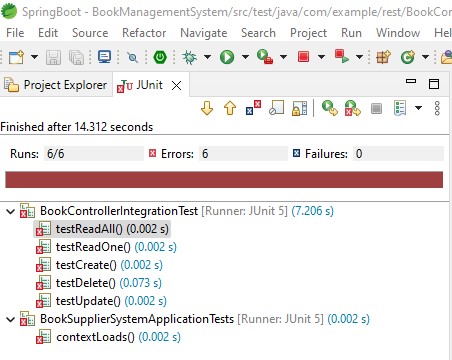 SpringBoot - BookManagementSystem/src/test/java/com/example/rest/BookCon
File Edit Source Refactor Navigate Search Project Run Window H
Project Explorer JUnit
Finished after 14.312 seconds
Runs: 6/6 Errors: 6 Failures: 0
BookControllerIntegrationTest [Runner: JUnit 5] (7.206 s)
testReadAll() (0.002 s)
testReadOne() (0.002 s)
testCreate() (0.002 s)
testDelete() (0.073 s)
testUpdate() (0.002 s)
BookSupplierSystemApplicationTests [Runner: JUnit 5] (0.002 s)
contextLoads() (0.002 s)